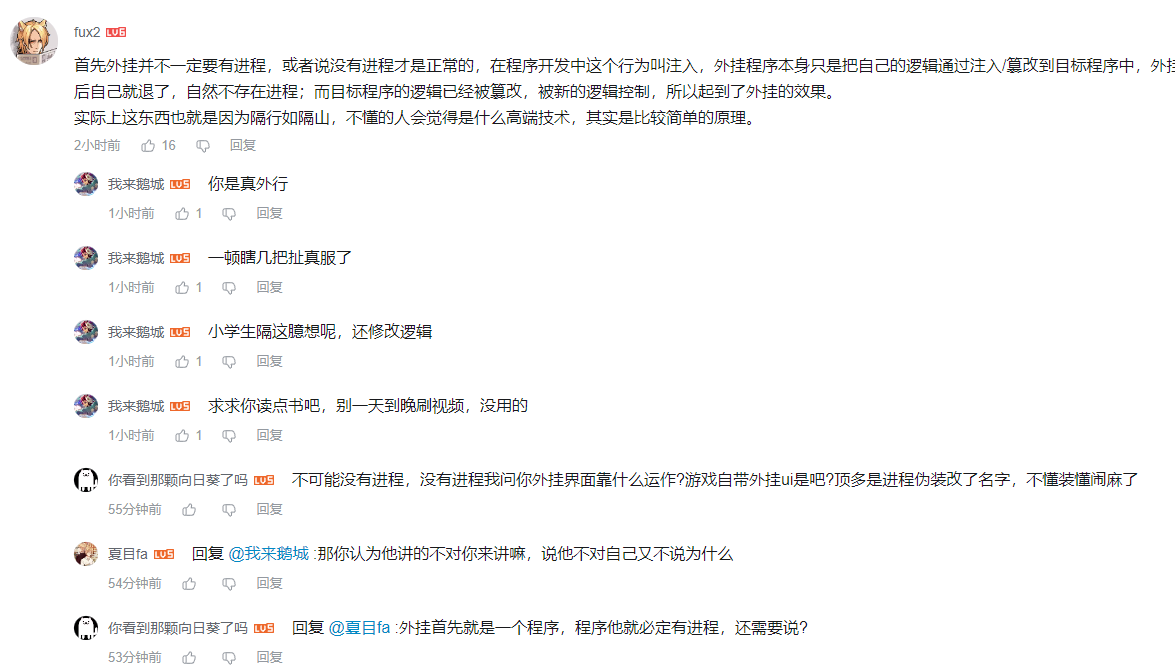 fux2 LV6
首先外挂并不一定要有进程，或者说没有进程才是正常的，在程序开发中这个行为叫注入，外挂程序本身只是把自己的逻辑通过注入/篡改到目标程序中，外挂
后自己就退了，自然不存在进程；而目标程序的逻辑已经被篡改，被新的逻辑控制，所以起到了外挂的效果。
实际上这东西也就是因为隔行如隔山，不懂的人会觉得是什么高端技术，其实是比较简单的原理。
2小时前 16 回复
我来鹅城 LV5 你是真外行
1小时前 1 回复
我来鹅城 LV5 一顿瞎几把扯真服了
1小时前 1 回复
我来鹅城 LV5 小学生隔这臆想呢，还修改逻辑
1小时前 1 回复
我来鹅城 LV5 求求你读点书吧，别一天到晚刷视频，没用的
1小时前 1 回复
你看到那颗向日葵了吗 LV5 不可能没有进程，没有进程我问你外挂界面靠什么运作?游戏自带外挂ui是吧?顶多是进程伪装改了名字，不懂装懂闹麻了
55分钟前 回复
夏目fa LV5 回复 @我来鹅城 :那你认为他讲的不对你来讲嘛，说他不对自己又不说为什么
54分钟前 回复
你看到那颗向日葵了吗 LV5 回复 @夏目fa :外挂首先就是一个程序，程序他就必定有进程，还需要说?
53分钟前 回复